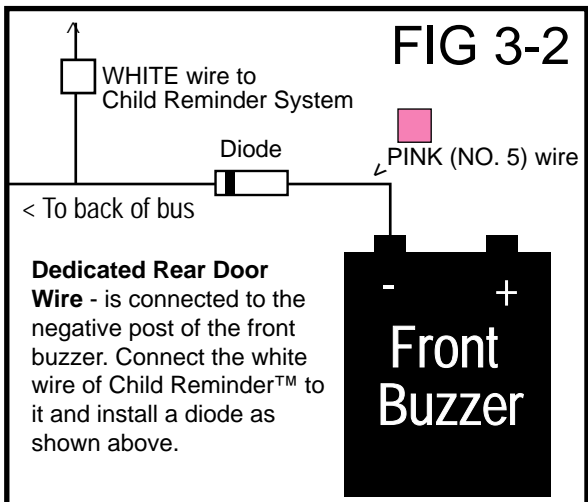 FIG 3-2
WHITE wire to
Child Reminder System
Diode
PINK (NO. 5) wire
< To back of bus
Dedicated Rear Door
Wire - is connected to the
negative post of the front
buzzer. Connect the white
wire of Child Reminder™ to
it and install a diode as
shown above.
- +
Front
Buzzer